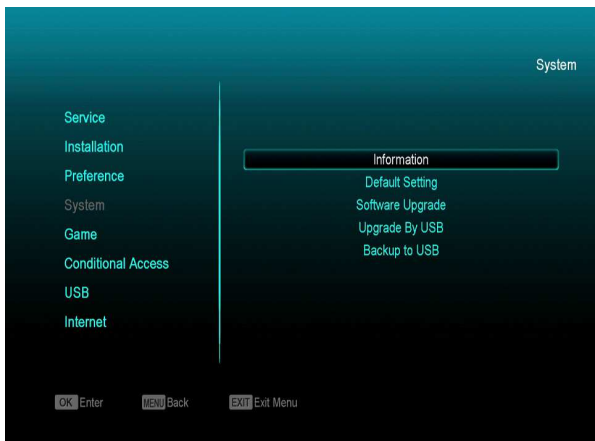 System
Service
Installation
Preference
System
Game
Conditional Access
USB
Internet
Information
Default Setting
Software Upgrade
Upgrade By USB
Backup to USB
OK Enter MENU Back EXIT Exit Menu